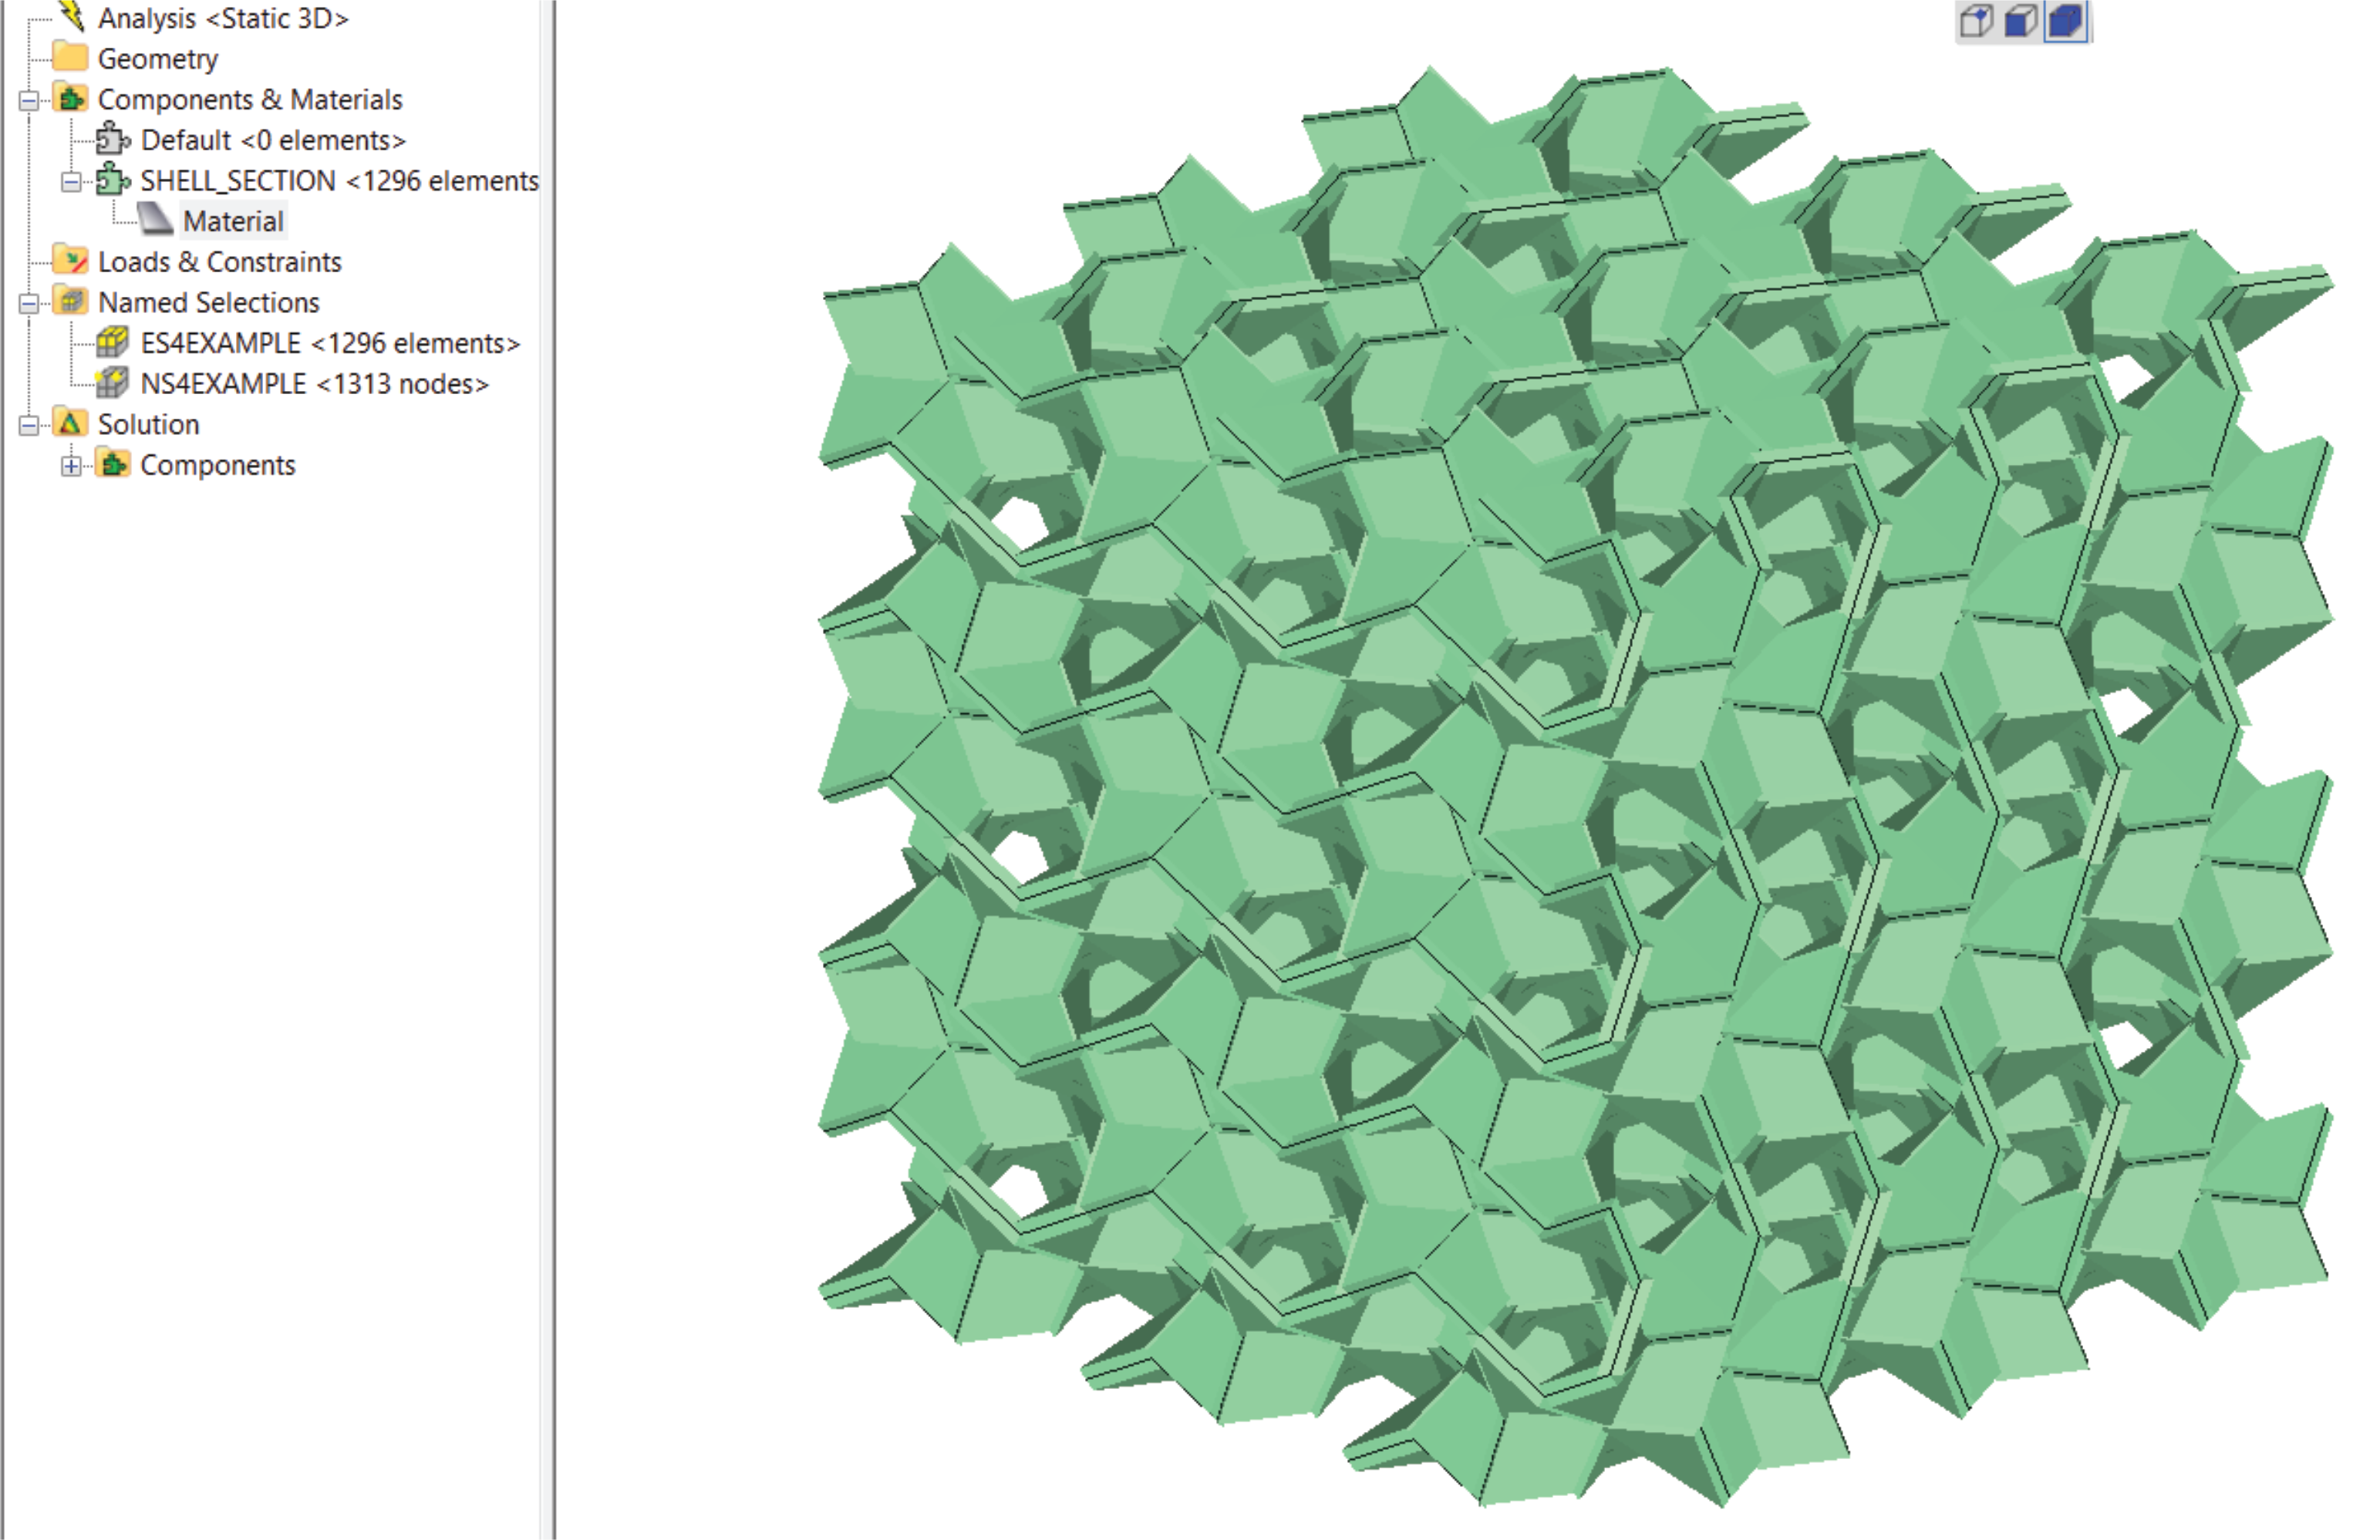 Analysis <Static 3D>
Geometry
Components & Materials
Default <0 elements>
SHELL_SECTION <1296 elements
Material
Loads & Constraints
Named Selections
ES4EXAMPLE <1296 elements>
NS4EXAMPLE <1313 nodes>
Solution
Components